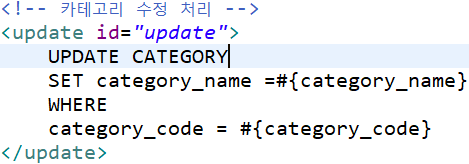 <!-- 카테고리 수정 처리 -->
<update id="update">
UPDATE CATEGORY
SET category_name =#{category_name}
WHERE
category_code = #{category_code}
</update>